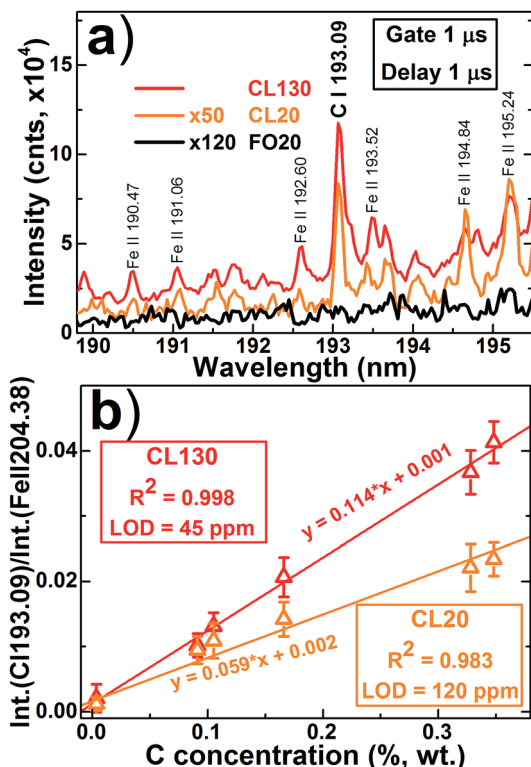 a)
Gate 1 µs
Delay 1 µs
CL130
x50 CL20
x120 FO20
Fe II 190.47
Fe II 191.06
Fe II 192.60
C I 193.09
Fe II 193.52
Fe II 194.84
Fe II 195.24
Intensity (cnts, x10⁴)
15
10
5
0
190 191 192 193 194 195
Wavelength (nm)
b)
CL130
R² = 0.998
LOD = 45 ppm
y = 0.114*x + 0.001
y = 0.059*x + 0.002
CL20
R² = 0.983
LOD = 120 ppm
Int.(CI193.09)/Int.(FeII204.38)
0.04
0.02
0.00
0.0 0.1 0.2 0.3
C concentration (%, wt.)